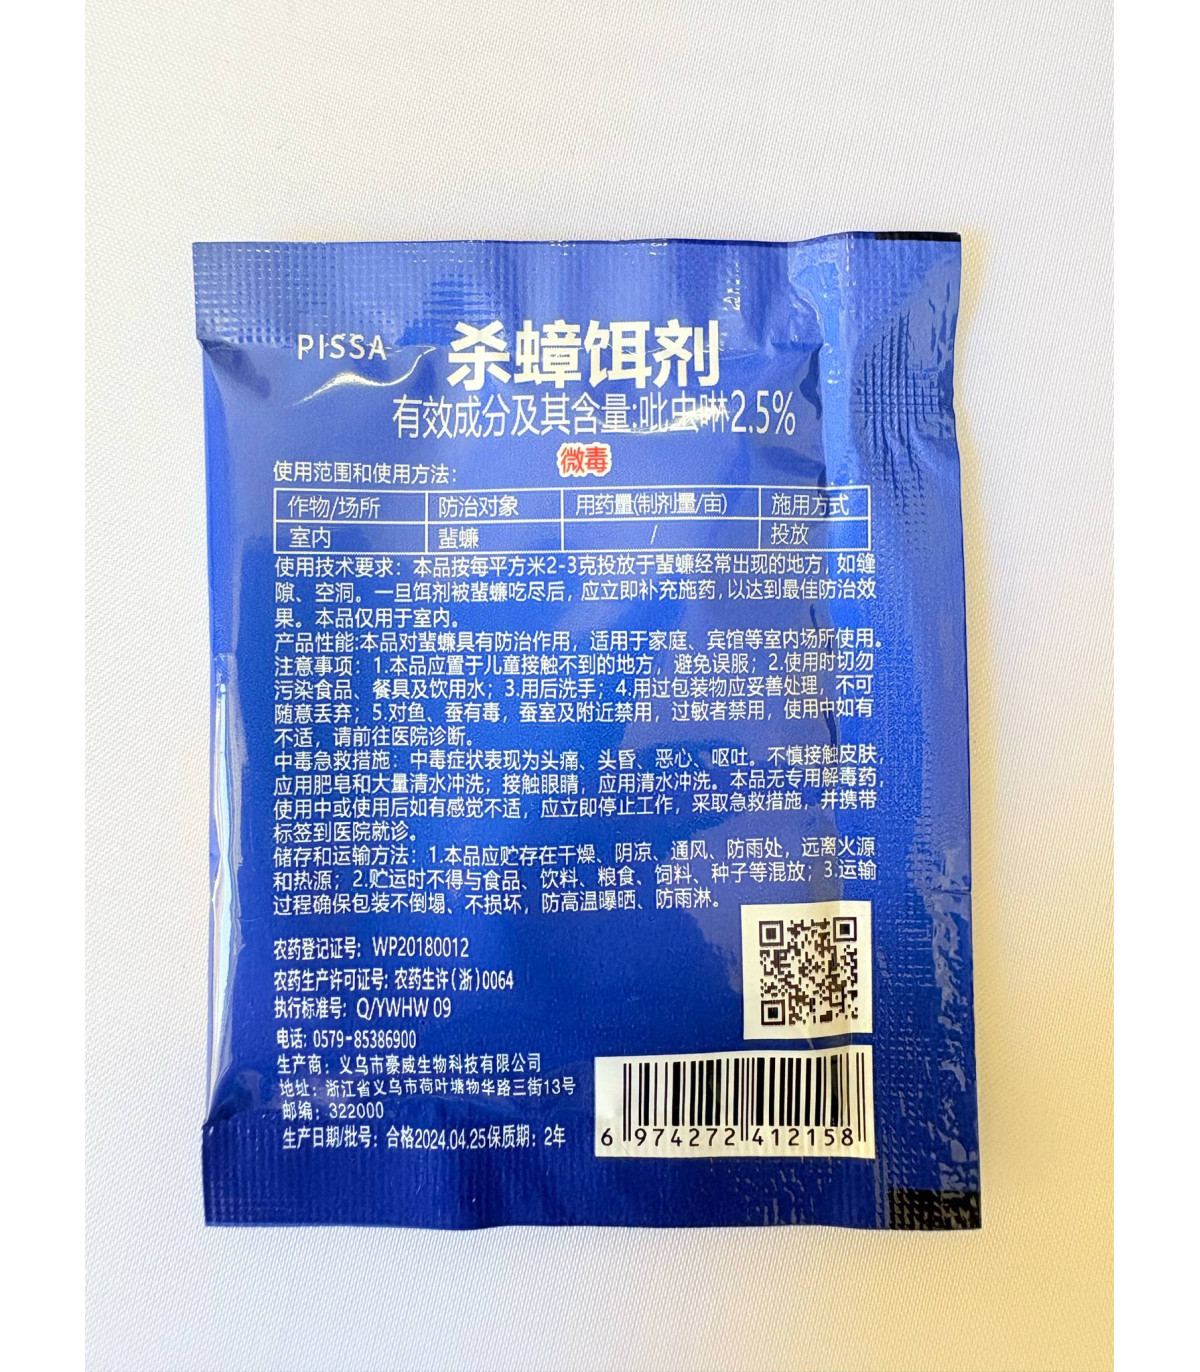 PISSA 杀蟑饵剂
有效成分及其含量:吡虫啉2.5%
微毒
使用范围和使用方法:
作物/场所 防治对象 用药量(制剂量/亩) 施用方式
室内 蜚蠊 / 投放
使用技术要求: 本品按每平方米2-3克投放于蜚蠊经常出现的地方, 如缝
隙、空洞。一旦饵剂被蜚蠊吃尽后, 应立即补充施药, 以达到最佳防治效
果。本品仅用于室内。
产品性能:本品对蜚蠊具有防治作用, 适用于家庭、宾馆等室内场所使用。
注意事项: 1.本品应置于儿童接触不到的地方, 避免误服; 2.使用时切勿
污染食品、餐具及饮用水; 3.用后洗手; 4.用过包装物应妥善处理, 不可
随意丢弃; 5.对鱼、蚕有毒, 蚕室及附近禁用, 过敏者禁用, 使用中如有
不适, 请前往医院诊断。
中毒急救措施: 中毒症状表现为头痛、头昏、恶心、呕吐。不慎接触皮肤,
应用肥皂和大量清水冲洗; 接触眼睛, 应用清水冲洗。本品无专用解毒药,
使用中或使用后如有感觉不适, 应立即停止工作, 采取急救措施, 并携带
标签到医院就诊。
储存和运输方法: 1.本品应贮存在干燥、阴凉、通风、防雨处, 远离火源
和热源; 2.贮运时不得与食品、饮料、粮食、饲料、种子等混放; 3.运输
过程确保包装不倒塌、不损坏, 防高温曝晒、防雨淋。
农药登记证号: WP20180012
农药生产许可证号: 农药生许(浙)0064
执行标准号: Q/YWHW 09
电话: 0579-85386900
生产商: 义乌市豪威生物科技有限公司
地址: 浙江省义乌市荷叶塘物华路三街13号
邮编: 322000
生产日期/批号: 合格2024.04.25保质期: 2年
6 974272 412158